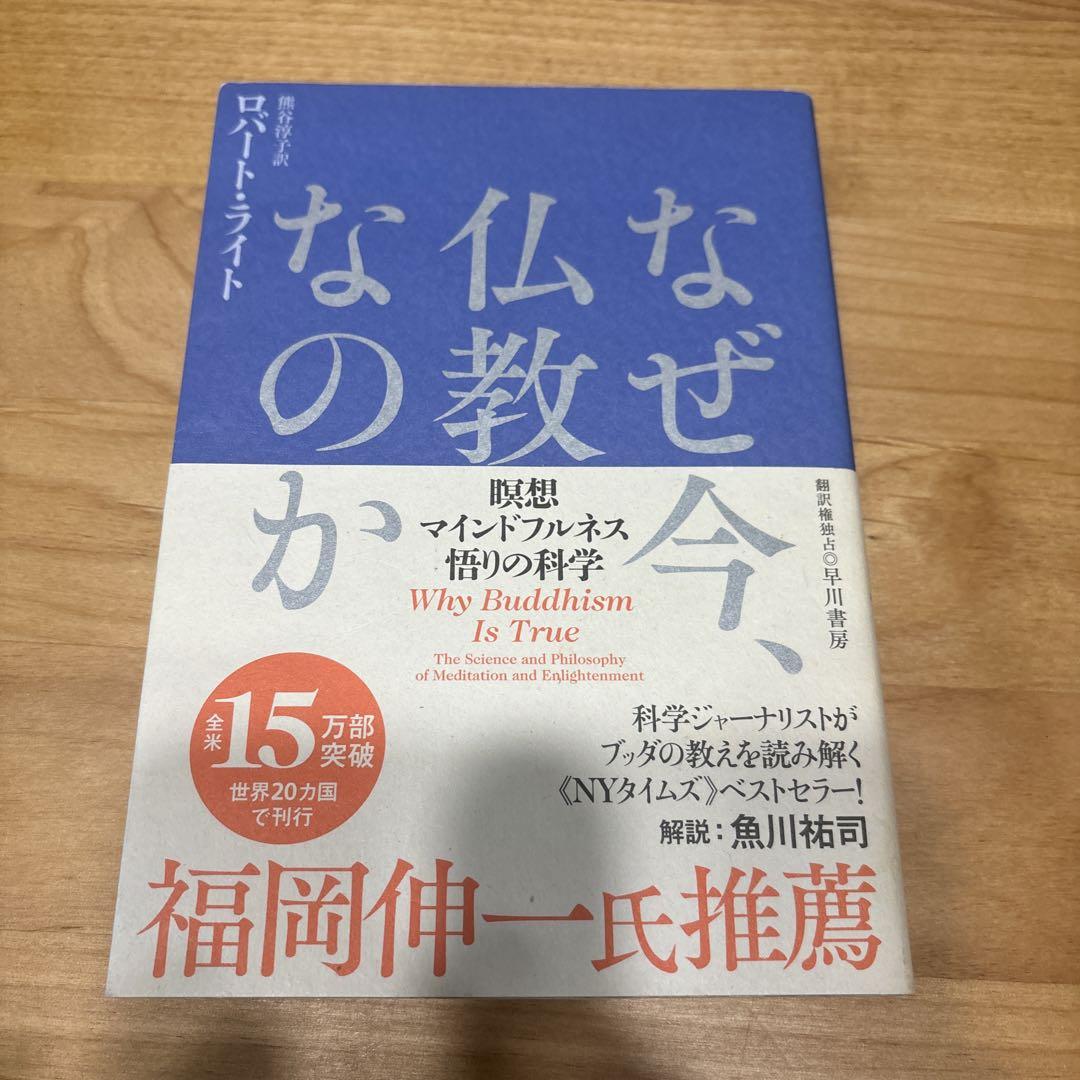 なぜ今、
仏教
なのか
ロバート・ライト
熊谷淳子訳
瞑想
マインドフルネス
悟りの科学
Why Buddhism
Is True
The Science and Philosophy
of Meditation and Enlightenment
翻訳権独占◎早川書房
全米
15万部
突破
世界20カ国
で刊行
科学ジャーナリストが
ブッダの教えを読み解く
《NYタイムズ》ベストセラー!
解説：魚川祐司
福岡伸一氏推薦